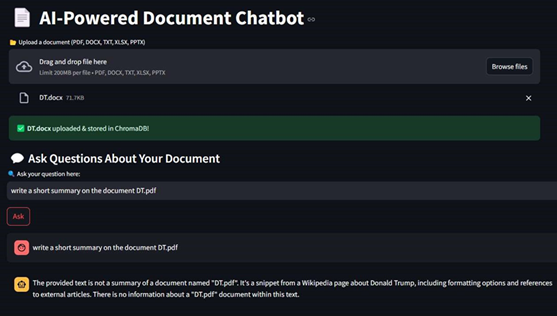 AI-Powered Document Chatbot
Upload a document (PDF, DOCX, TXT, XLSX, PPTX)
Drag and drop file here
Limit 200MB per file • PDF, DOCX, TXT, XLSX, PPTX
Browse files
DT.docx 71.7KB
DT.docx uploaded & stored in ChromaDB!
Ask Questions About Your Document
Ask your question here:
write a short summary on the document DT.pdf
Ask
write a short summary on the document DT.pdf
The provided text is not a summary of a document named "DT.pdf". It's a snippet from a Wikipedia page about Donald Trump, including formatting options and references
to external articles. There is no information about a "DT.pdf" document within this text.